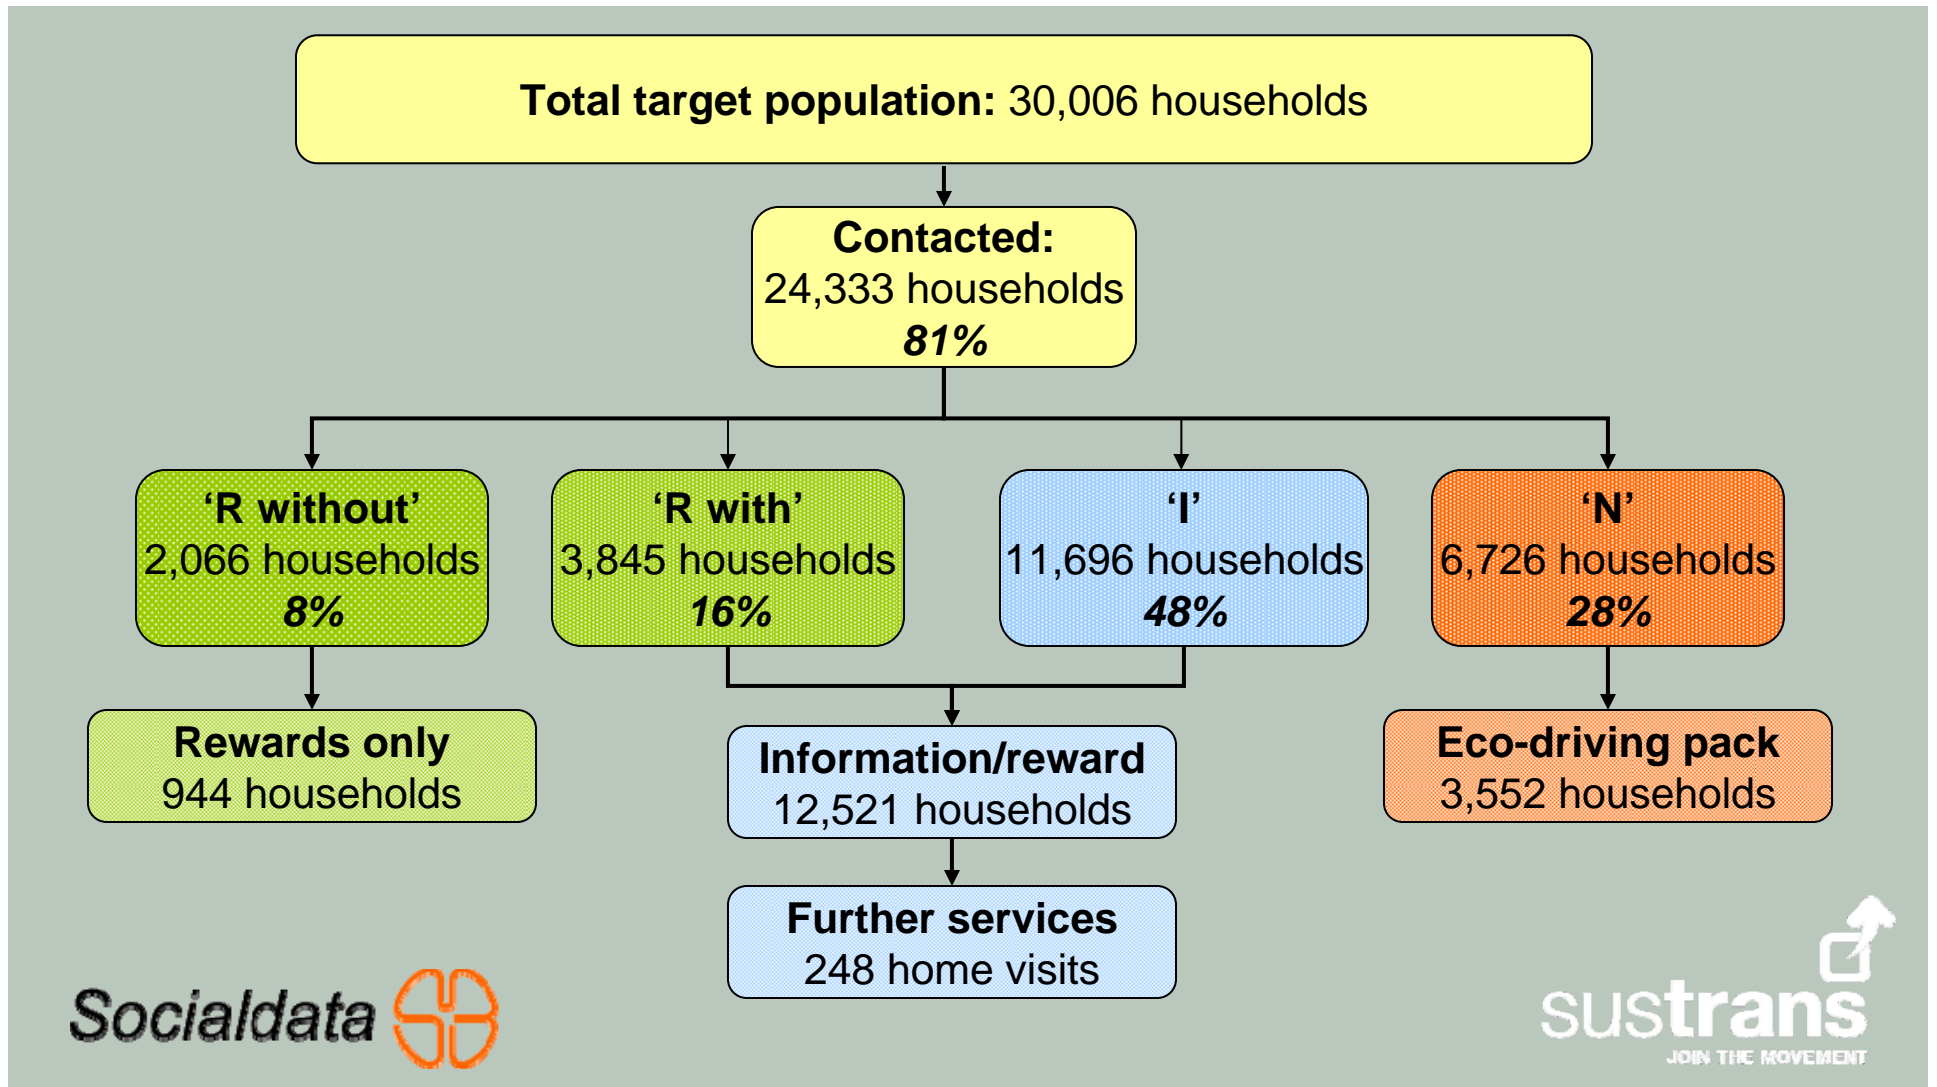 Total target population: 30,006 households
Contacted:
24,333 households
81%
‘R without’
2,066 households
8%
‘R with’
3,845 households
16%
‘I’
11,696 households
48%
‘N’
6,726 households
28%
Rewards only
944 households
Information/reward
12,521 households
Eco-driving pack
3,552 households
Further services
248 home visits
Socialdata
sustrans
JOIN THE MOVEMENT